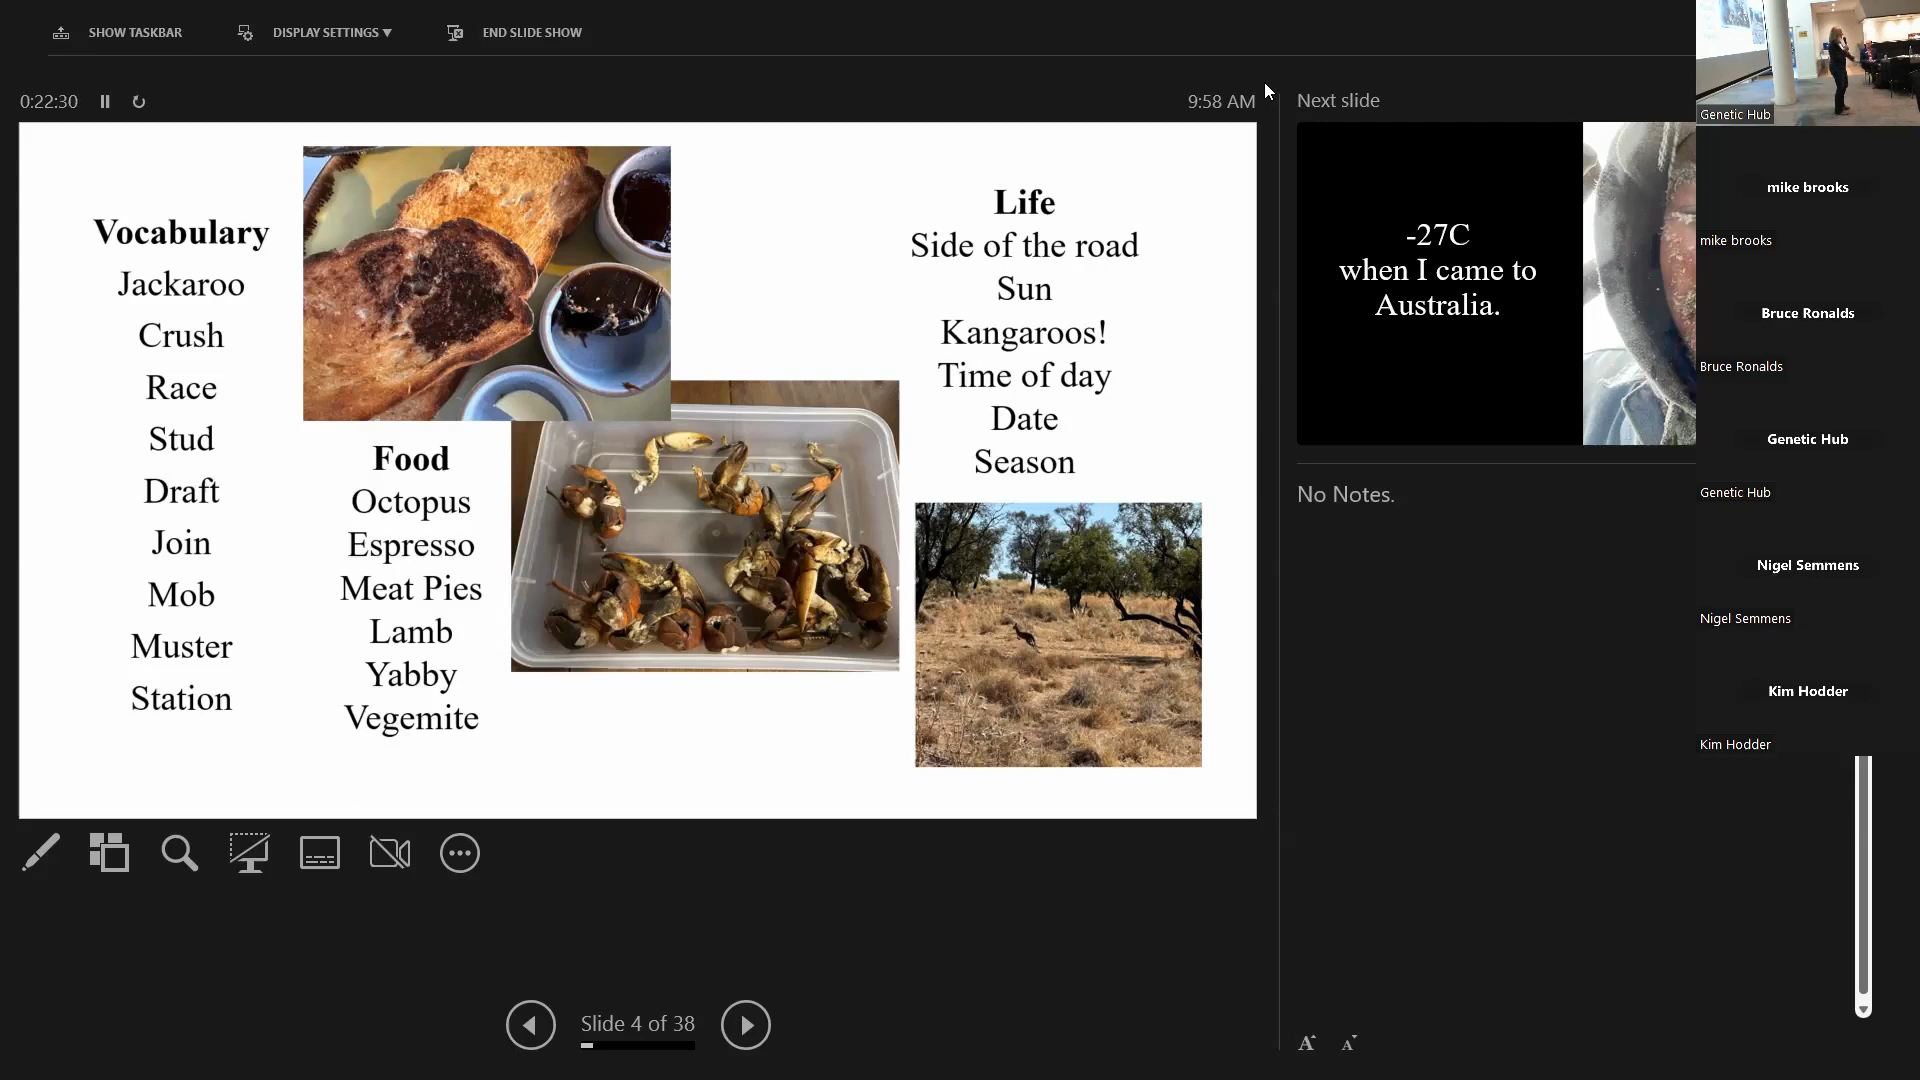 SHOW TASKBAR
DISPLAY SETTINGS ▼
END SLIDE SHOW
0:22:30
9:58 AM
Vocabulary
Jackaroo
Crush
Race
Stud
Draft
Join
Mob
Muster
Station
Food
Octopus
Espresso
Meat Pies
Lamb
Yabby
Vegemite
Life
Side of the road
Sun
Kangaroos!
Time of day
Date
Season
Slide 4 of 38
Next slide
-27C
when I came to
Australia.
No Notes.
A A
Genetic Hub
mike brooks
mike brooks
Bruce Ronalds
Bruce Ronalds
Genetic Hub
Genetic Hub
Nigel Semmens
Nigel Semmens
Kim Hodder
Kim Hodder